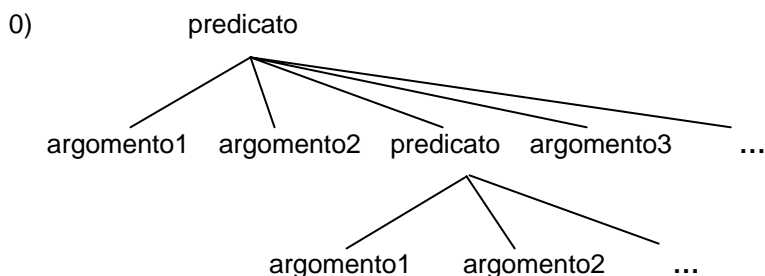 0) predicato
argomento1 argomento2 predicato argomento3 ...
argomento1 argomento2 ...